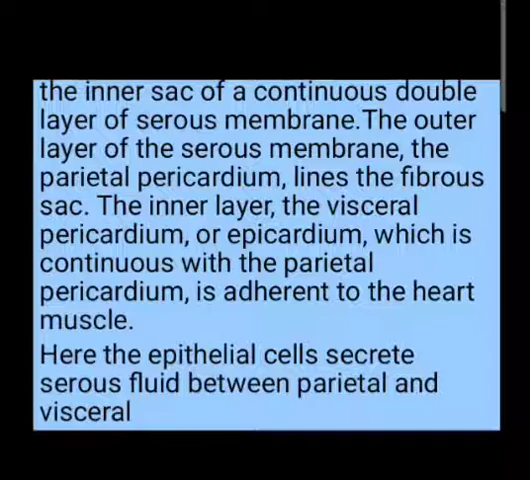 the inner sac of a continuous double
layer of serous membrane.The outer
layer of the serous membrane, the
parietal pericardium, lines the fibrous
sac. The inner layer, the visceral
pericardium, or epicardium, which is
continuous with the parietal
pericardium, is adherent to the heart
muscle.
Here the epithelial cells secrete
serous fluid between parietal and
visceral